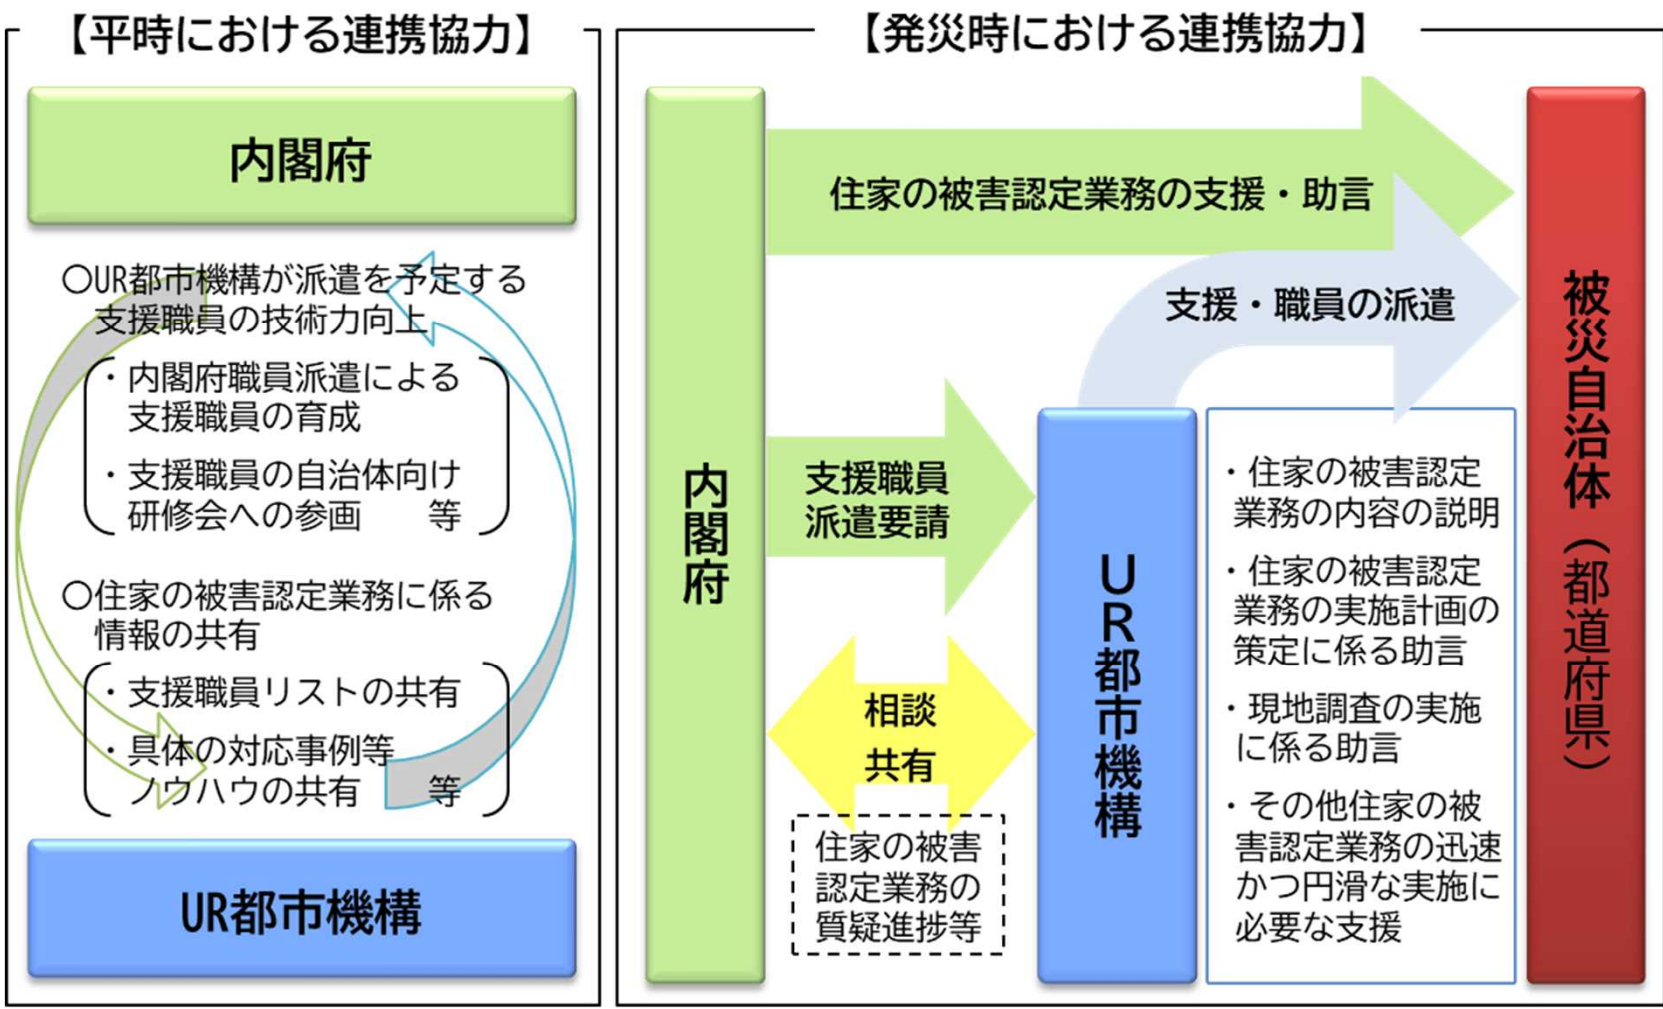 【平時における連携協力】
内閣府
〇UR都市機構が派遣を予定する
支援職員の技術力向上
・内閣府職員派遣による
支援職員の育成
・支援職員の自治体向け
研修会への参画　　等
〇住家の被害認定業務に係る
情報の共有
・支援職員リストの共有
・具体の対応事例等
ノウハウの共有　　等
UR都市機構
【発災時における連携協力】
内閣府
住家の被害認定業務の支援・助言
支援・職員の派遣
支援職員
派遣要請
相談
共有
住家の被害
認定業務の
質疑進捗等
UR都市機構
・住家の被害認定
業務の内容の説明
・住家の被害認定
業務の実施計画の
策定に係る助言
・現地調査の実施
に係る助言
・その他住家の被
害認定業務の迅速
かつ円滑な実施に
必要な支援
被災自治体（都道府県）